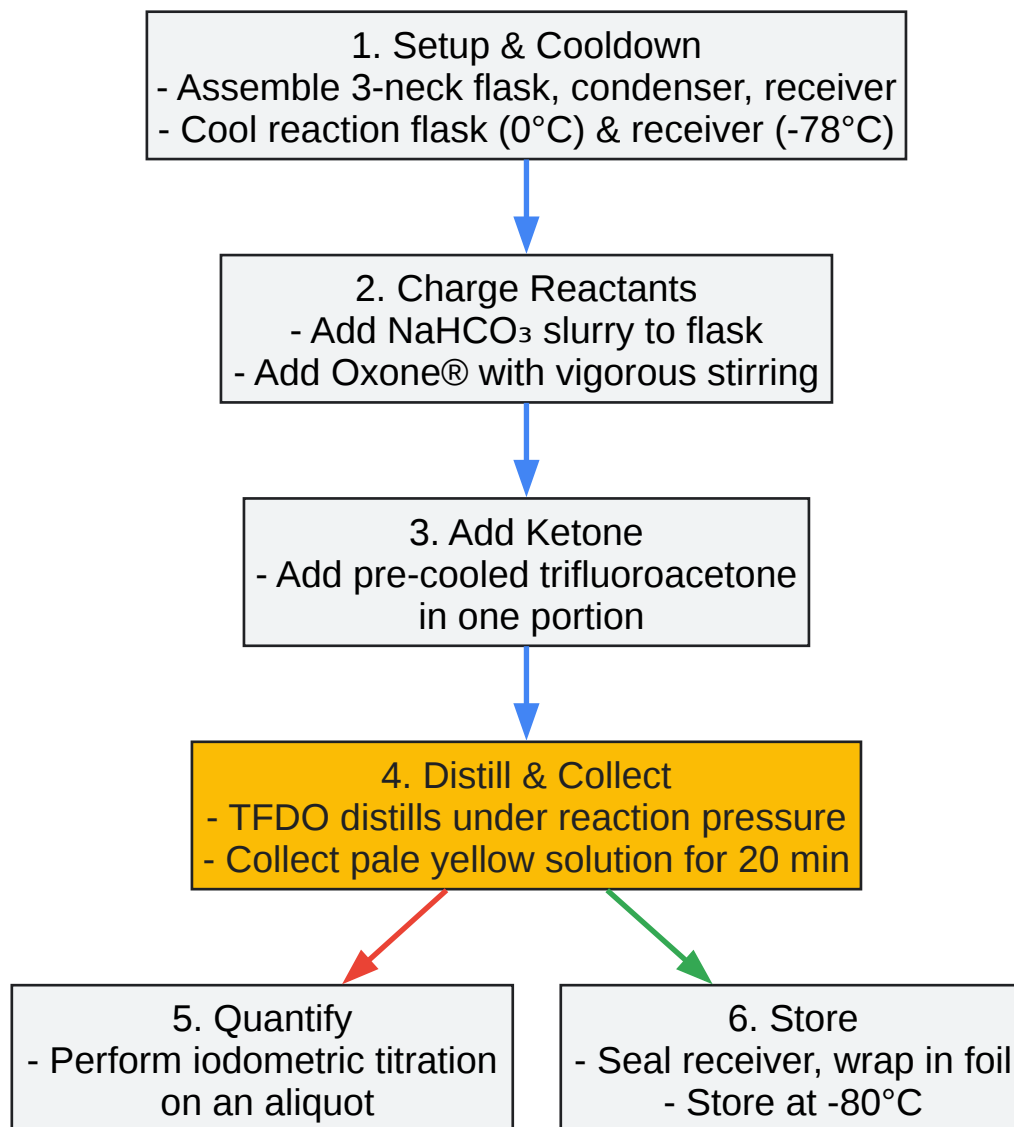 1. Setup & Cooldown
- Assemble 3-neck flask, condenser, receiver
- Cool reaction flask (0°C) & receiver (-78°C)
2. Charge Reactants
- Add NaHCO₃ slurry to flask
- Add Oxone® with vigorous stirring
3. Add Ketone
- Add pre-cooled trifluoroacetone
in one portion
4. Distill & Collect
- TFDO distills under reaction pressure
- Collect pale yellow solution for 20 min
5. Quantify
- Perform iodometric titration
on an aliquot
6. Store
- Seal receiver, wrap in foil
- Store at -80°C